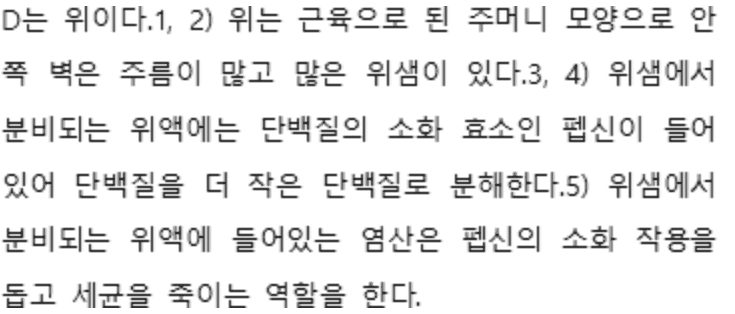 D는 위이다.1, 2) 위는 근육으로 된 주머니 모양으로 안
쪽 벽은 주름이 많고 많은 위샘이 있다.3, 4) 위샘에서
분비되는 위액에는 단백질의 소화 효소인 펩신이 들어
있어 단백질을 더 작은 단백질로 분해한다.5) 위샘에서
분비되는 위액에 들어있는 염산은 펩신의 소화 작용을
돕고 세균을 죽이는 역할을 한다.